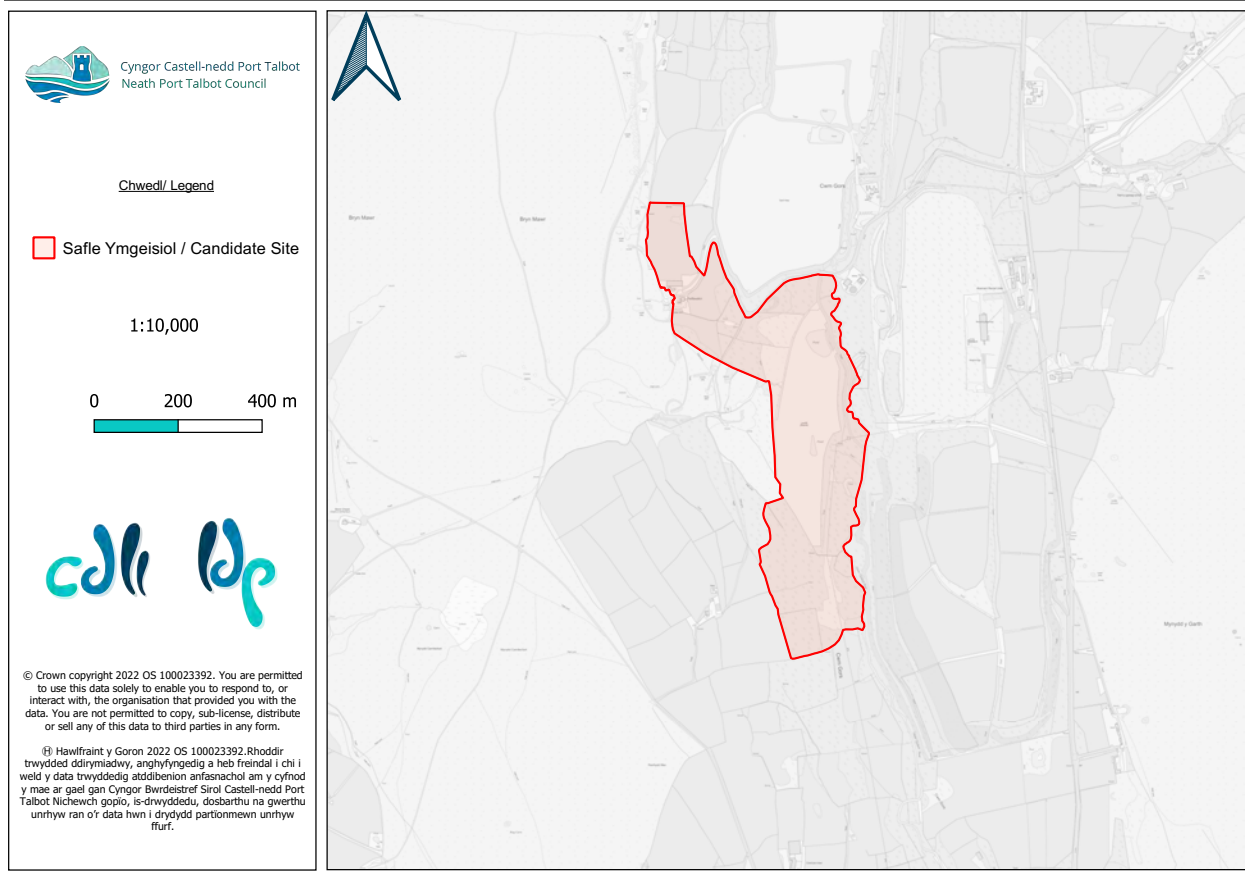 Cyngor Castell-nedd Port Talbot
Neath Port Talbot Council
Chwedl/ Legend
Safle Ymgeisiol / Candidate Site
1:10,000
0 200 400 m
cdll ldp
© Crown copyright 2022 OS 100023392. You are permitted
to use this data solely to enable you to respond to, or
interact with, the organisation that provided you with the
data. You are not permitted to copy, sub-license, distribute
or sell any of this data to third parties in any form.
Ⓗ Hawlfraint y Goron 2022 OS 100023392.Rhoddir
trwydded ddirymiadwy, anghyfyngedig a heb freindal i chi i
weld y data trwyddedig atddibenion anfasnachol am y cyfnod
y mae ar gael gan Cyngor Bwrdeistref Sirol Castell-nedd Port
Talbot Nichewch gopïo, is-drwyddedu, dosbarthu na gwerthu
unrhyw ran o'r data hwn i drydydd partïonmewn unrhyw
ffurf.
Bryn Mawr
Bryn Mawr
Cwm Gors
Mynydd y Garth